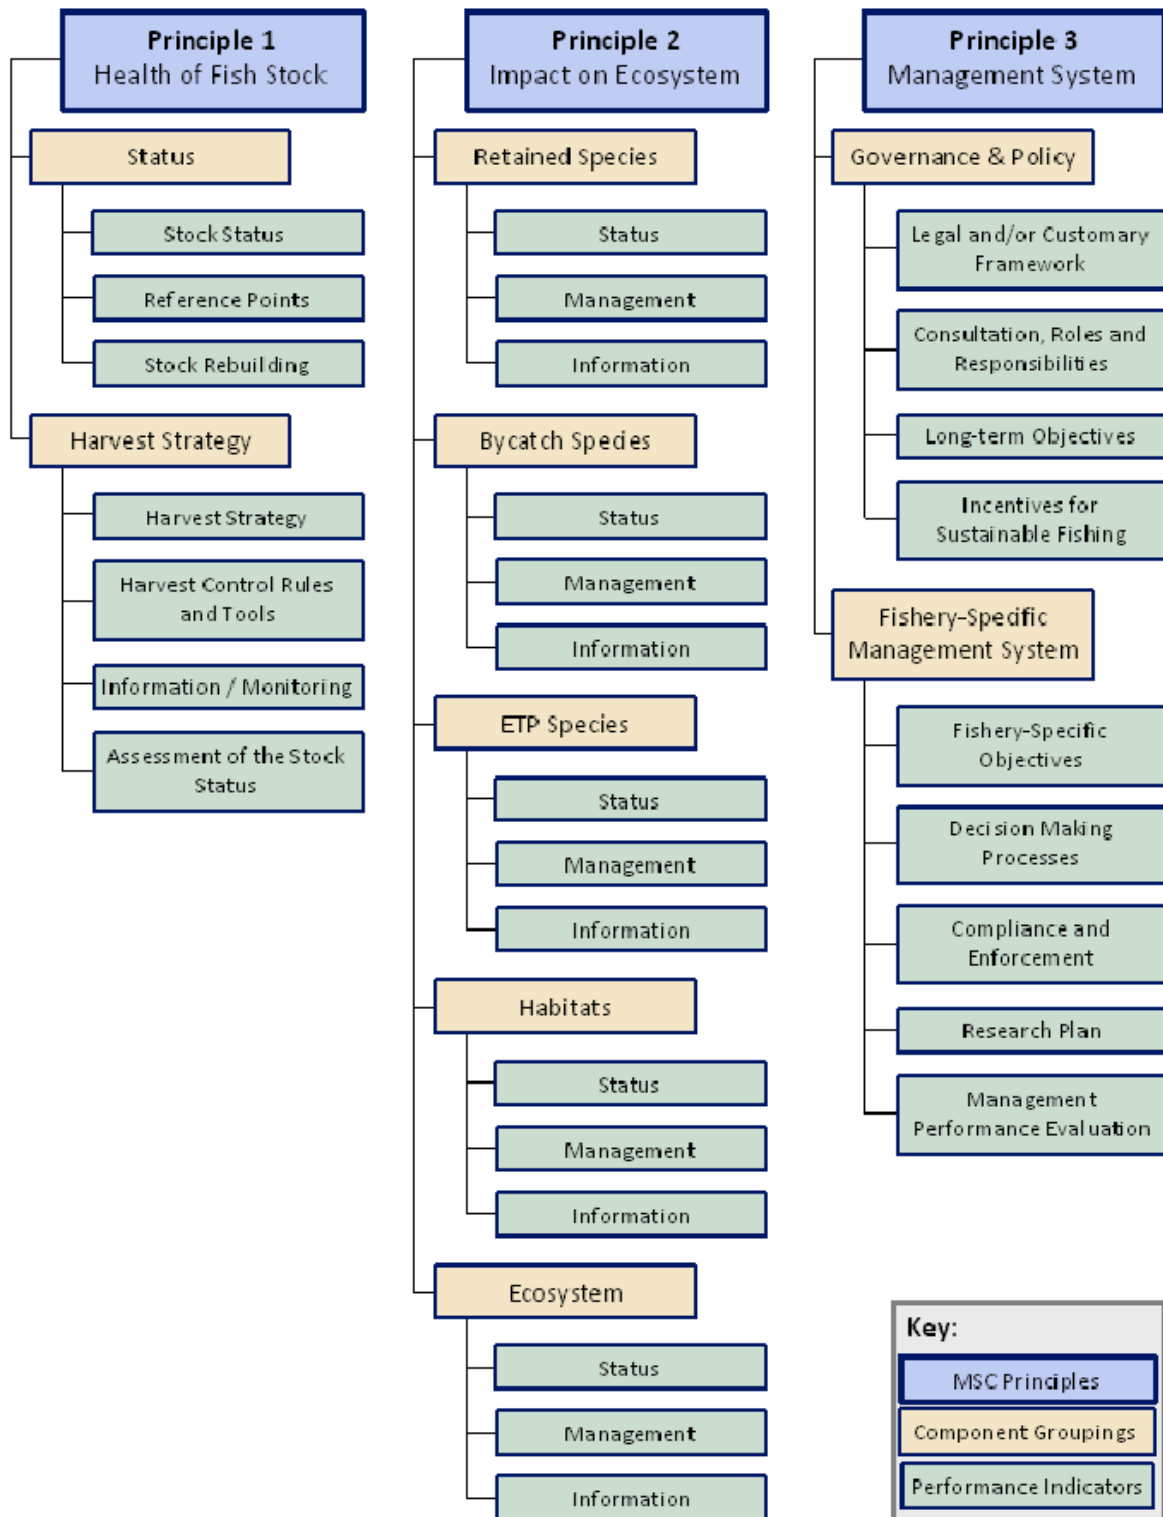 Principle 1
Health of Fish Stock
Status
Stock Status
Reference Points
Stock Rebuilding
Harvest Strategy
Harvest Strategy
Harvest Control Rules
and Tools
Information / Monitoring
Assessment of the Stock
Status
Principle 2
Impact on Ecosystem
Retained Species
Status
Management
Information
Bycatch Species
Status
Management
Information
ETP Species
Status
Management
Information
Habitats
Status
Management
Information
Ecosystem
Status
Management
Information
Principle 3
Management System
Governance & Policy
Legal and/or Customary
Framework
Consultation, Roles and
Responsibilities
Long-term Objectives
Incentives for
Sustainable Fishing
Fishery-Specific
Management System
Fishery-Specific
Objectives
Decision Making
Processes
Compliance and
Enforcement
Research Plan
Management
Performance Evaluation
Key:
MSC Principles
Component Groupings
Performance Indicators